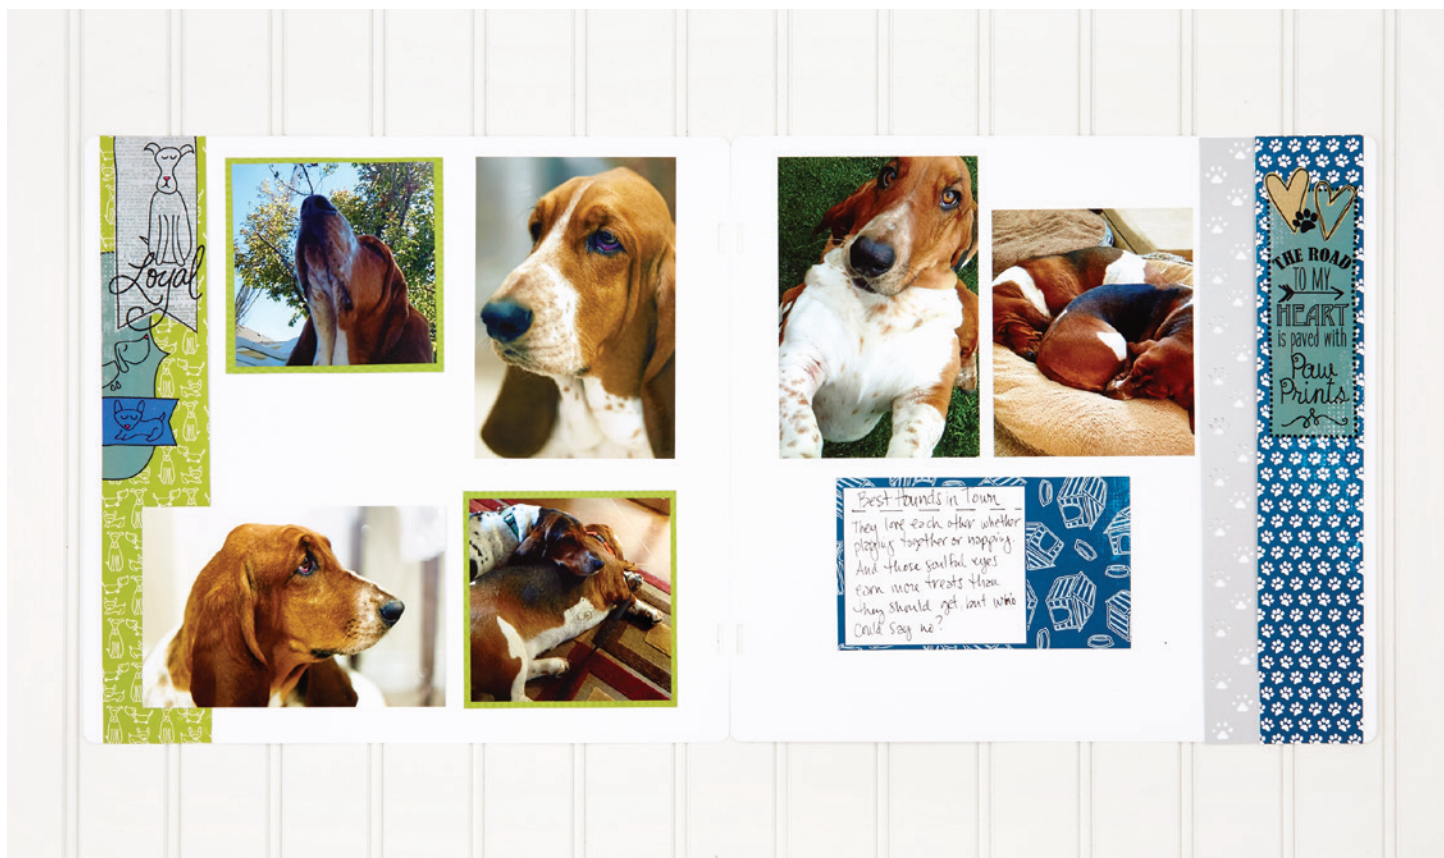 Loyal
THE ROAD
TO MY
HEART
is paved with
Paw
Prints
Best Hounds in Town
They love each other whether
playing together or napping.
And those soulful eyes
earn more treats than
they should get, but who
could say no?